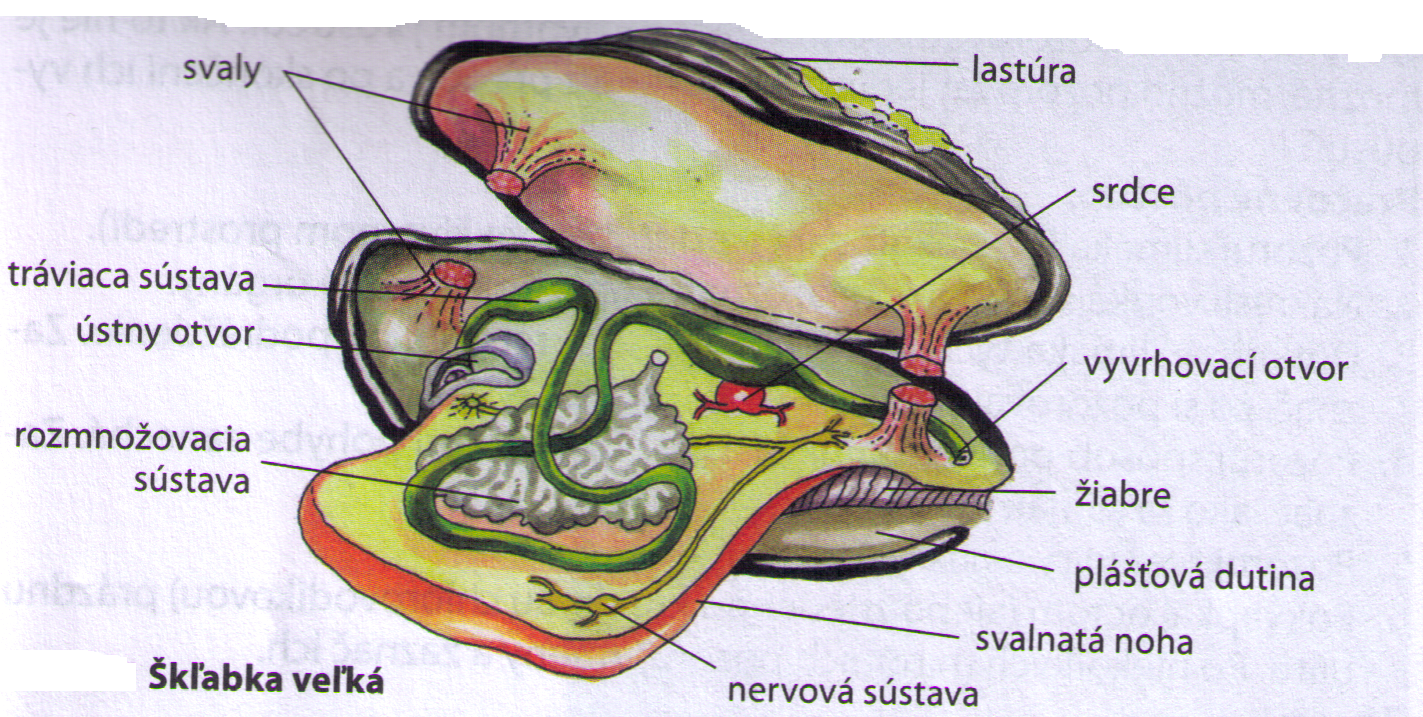 svaly
lastúra
srdce
tráviaca sústava
ústny otvor
vyvrhovací otvor
rozmnožovacia
sústava
žiabre
plášťová dutina
svalnatá noha
nervová sústava
Škľabka veľká